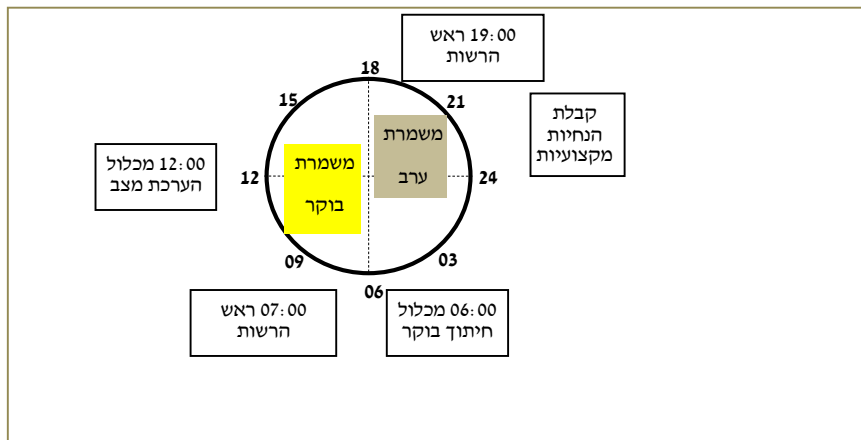 19:00 ראש
הרשות
18
15
21
קבלת
הנחיות
מקצועיות
משמרת
ערב
משמרת
בוקר
12:00 מכלול
הערכת מצב
12
24
09
03
06
07:00 ראש
הרשות
06:00 מכלול
חיתוך בוקר